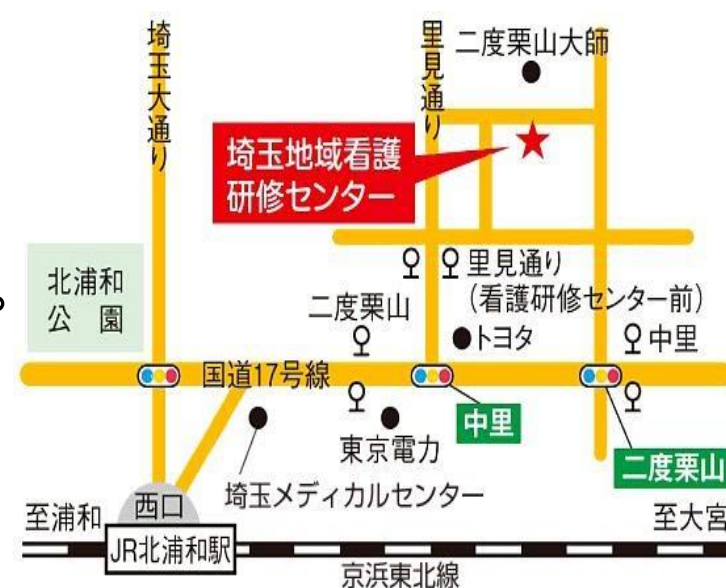 埼玉大通り
里見通り
二度栗山大師
埼玉地域看護
研修センター
北浦和
公　園
里見通り
(看護研修センター前)
二度栗山
トヨタ
中里
国道17号線
中里
東京電力
二度栗山
埼玉メディカルセンター
至浦和
西口
至大宮
JR北浦和駅
京浜東北線